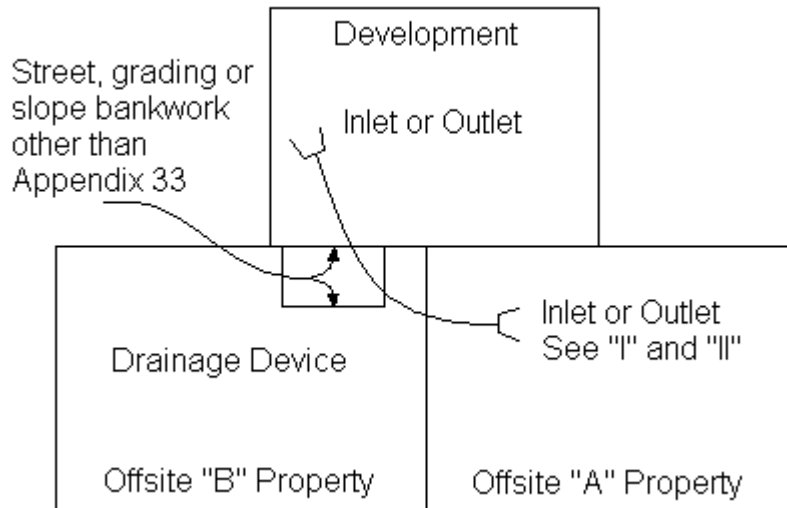 Development
Street, grading or
slope bankwork
other than
Appendix 33
Inlet or Outlet
Inlet or Outlet
See "I" and "II"
Drainage Device
Offsite "B" Property
Offsite "A" Property